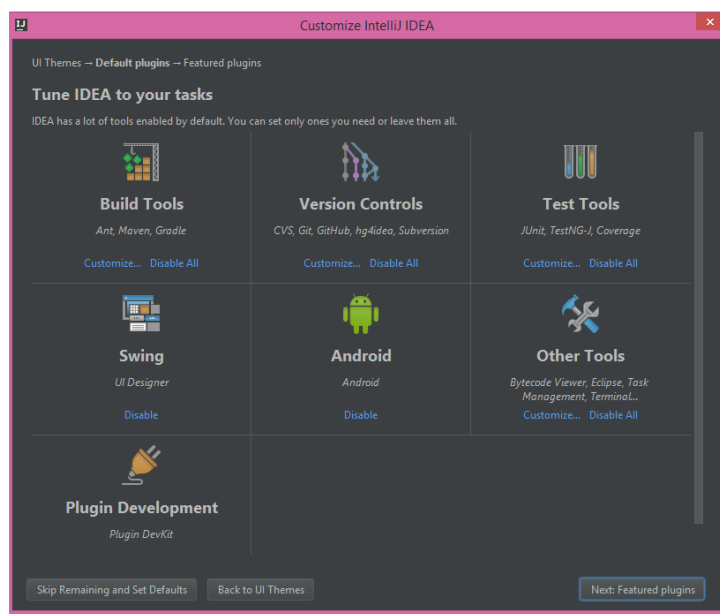 IJ
Customize IntelliJ IDEA
UI Themes → Default plugins → Featured plugins
Tune IDEA to your tasks
IDEA has a lot of tools enabled by default. You can set only ones you need or leave them all.
Build Tools
Ant, Maven, Gradle
Customize... Disable All
Version Controls
CVS, Git, GitHub, hg4idea, Subversion
Customize... Disable All
Test Tools
JUnit, TestNG-J, Coverage
Customize... Disable All
Swing
UI Designer
Disable
Android
Android
Disable
Other Tools
Bytecode Viewer, Eclipse, Task
Management, Terminal...
Customize... Disable All
Plugin Development
Plugin DevKit
Skip Remaining and Set Defaults
Back to UI Themes
Next: Featured plugins